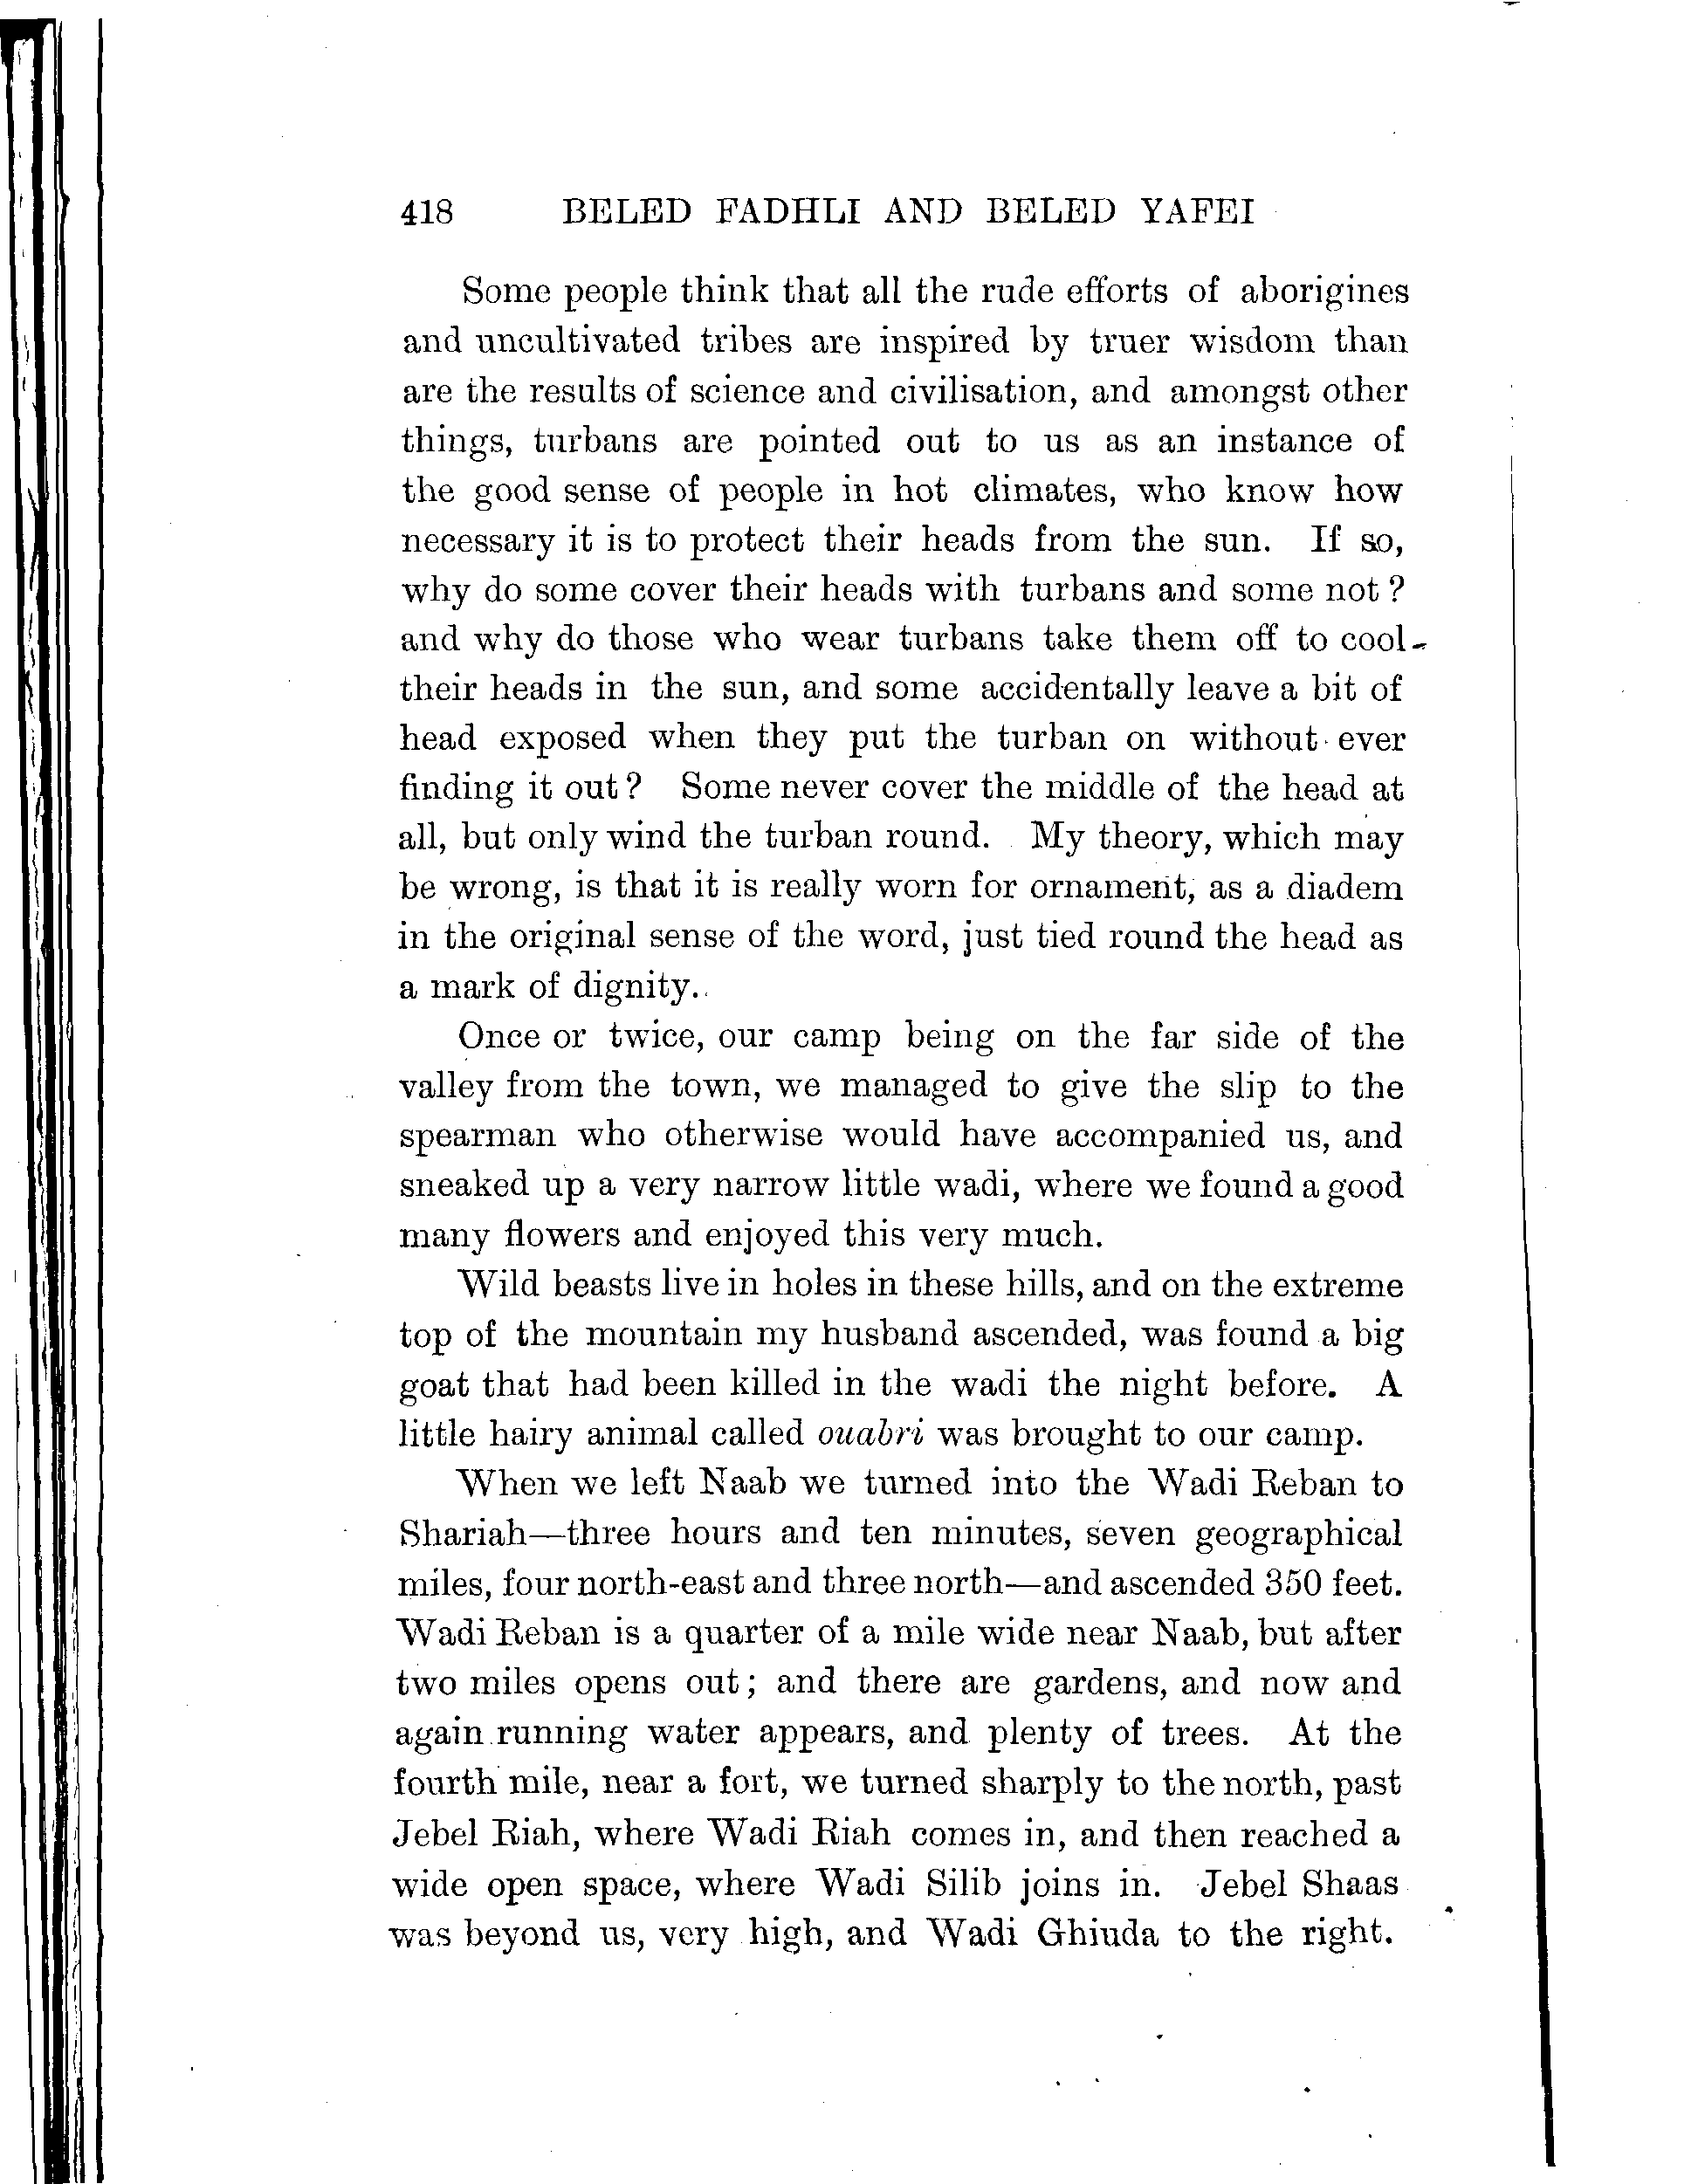 418 BELED FADHLI AND BELED YAFEI
Some people think that all the rude efforts of aborigines
and uncultivated tribes are inspired by truer wisdom than
are the results of science and civilisation, and amongst other
things, turbans are pointed out to us as an instance of
the good sense of people in hot climates, who know how
necessary it is to protect their heads from the sun. If so,
why do some cover their heads with turbans and some not?
and why do those who wear turbans take them off to cool
their heads in the sun, and some accidentally leave a bit of
head exposed when they put the turban on without ever
finding it out? Some never cover the middle of the head at
all, but only wind the turban round. My theory, which may
be wrong, is that it is really worn for ornament, as a diadem
in the original sense of the word, just tied round the head as
a mark of dignity.
Once or twice, our camp being on the far side of the
valley from the town, we managed to give the slip to the
spearman who otherwise would have accompanied us, and
sneaked up a very narrow little wadi, where we found a good
many flowers and enjoyed this very much.
Wild beasts live in holes in these hills, and on the extreme
top of the mountain my husband ascended, was found a big
goat that had been killed in the wadi the night before. A
little hairy animal called ouabri was brought to our camp.
When we left Naab we turned into the Wadi Reban to
Shariah—three hours and ten minutes, seven geographical
miles, four north-east and three north—and ascended 350 feet.
Wadi Reban is a quarter of a mile wide near Naab, but after
two miles opens out; and there are gardens, and now and
again running water appears, and plenty of trees. At the
fourth mile, near a fort, we turned sharply to the north, past
Jebel Riah, where Wadi Riah comes in, and then reached a
wide open space, where Wadi Silib joins in. Jebel Shaas
was beyond us, very high, and Wadi Ghiuda to the right.